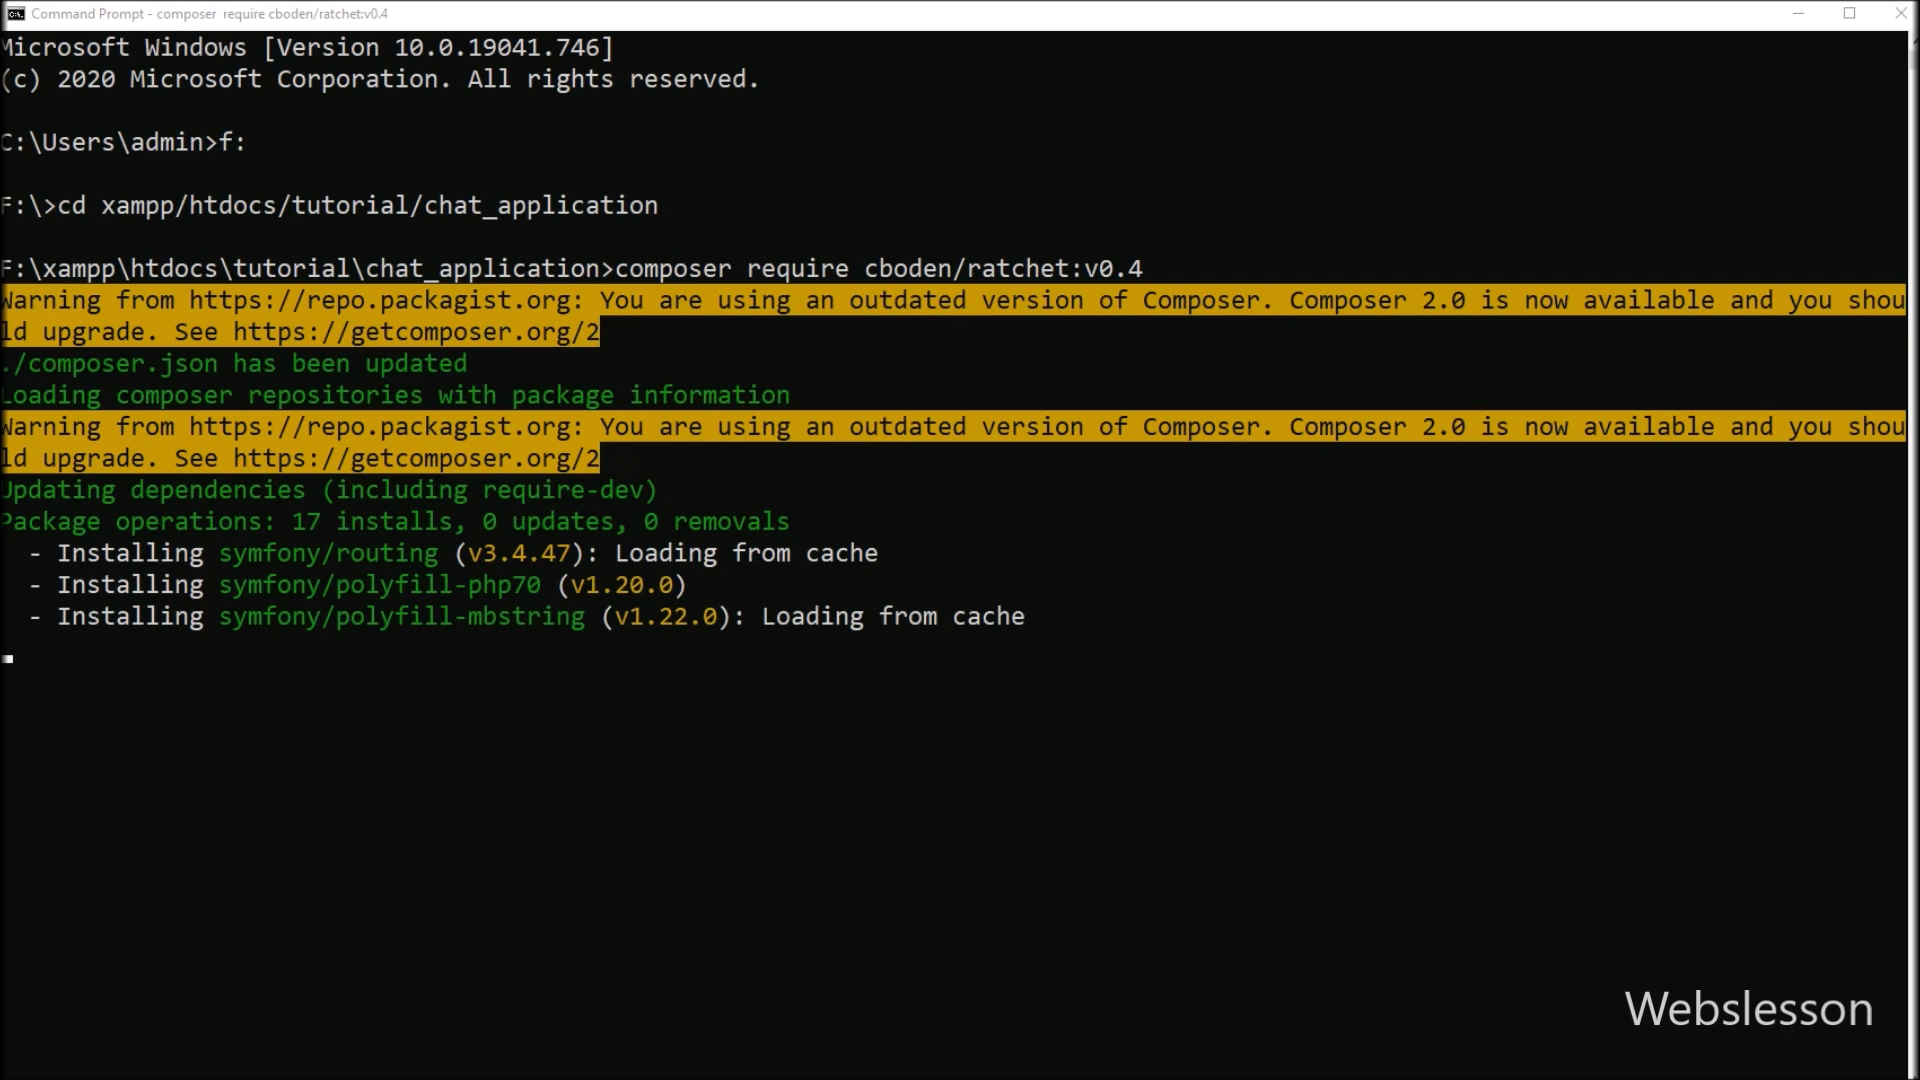 Command Prompt - composer  require cboden/ratchet:v0.4
Microsoft Windows [Version 10.0.19041.746]
(c) 2020 Microsoft Corporation. All rights reserved.
C:\Users\admin>f:
F:\>cd xampp/htdocs/tutorial/chat_application
F:\xampp\htdocs\tutorial\chat_application>composer require cboden/ratchet:v0.4
Warning from https://repo.packagist.org: You are using an outdated version of Composer. Composer 2.0 is now available and you shou
ld upgrade. See https://getcomposer.org/2
./composer.json has been updated
Loading composer repositories with package information
Warning from https://repo.packagist.org: You are using an outdated version of Composer. Composer 2.0 is now available and you shou
ld upgrade. See https://getcomposer.org/2
Updating dependencies (including require-dev)
Package operations: 17 installs, 0 updates, 0 removals
  - Installing symfony/routing (v3.4.47): Loading from cache
  - Installing symfony/polyfill-php70 (v1.20.0)
  - Installing symfony/polyfill-mbstring (v1.22.0): Loading from cache
Webslesson